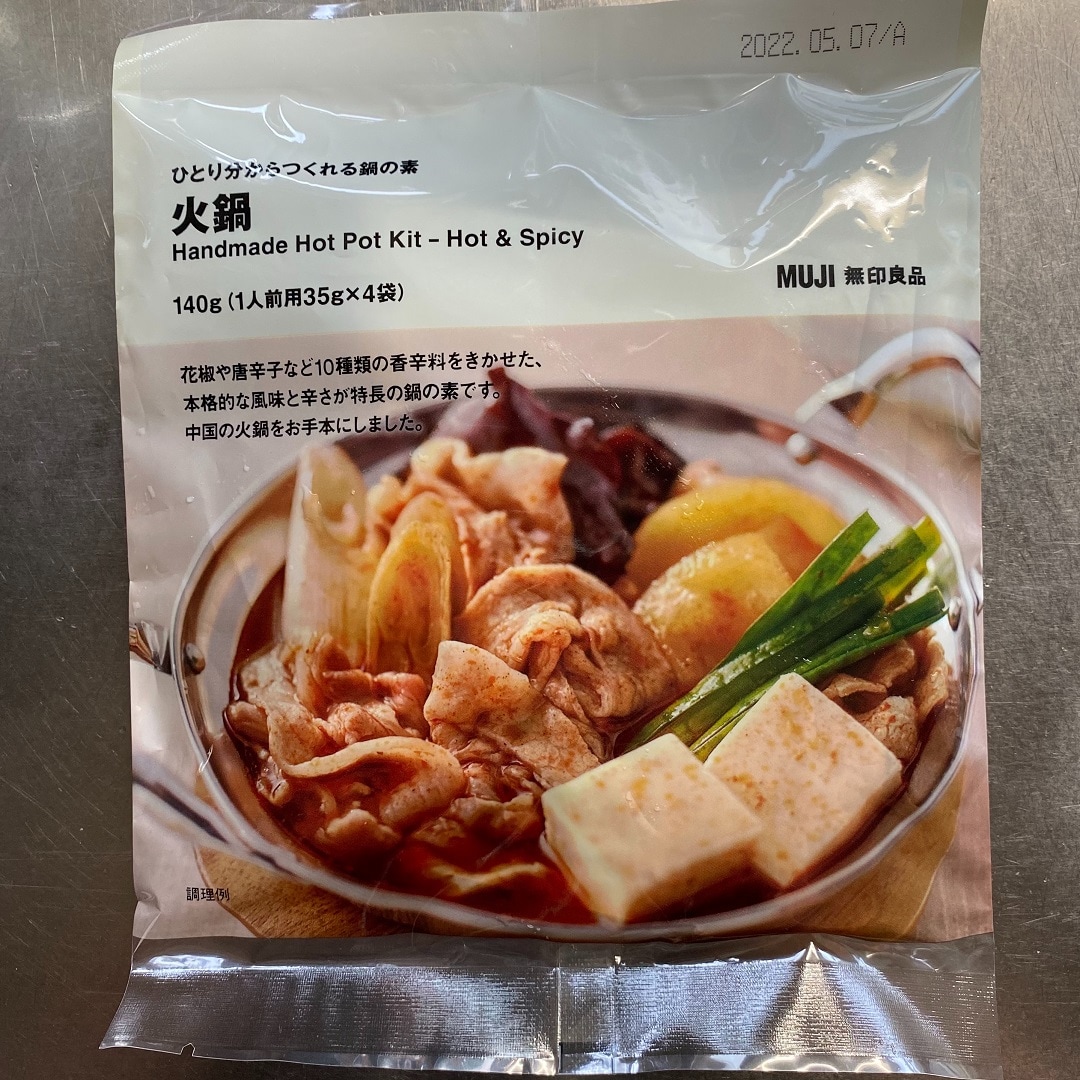 2022.05.07/A
ひとり分からつくれる鍋の素
火鍋
Handmade Hot Pot Kit – Hot & Spicy
140g (1人前用35g×4袋)
MUJI 無印良品
花椒や唐辛子など10種類の香辛料をきかせた、
本格的な風味と辛さが特長の鍋の素です。
中国の火鍋をお手本にしました。
調理例